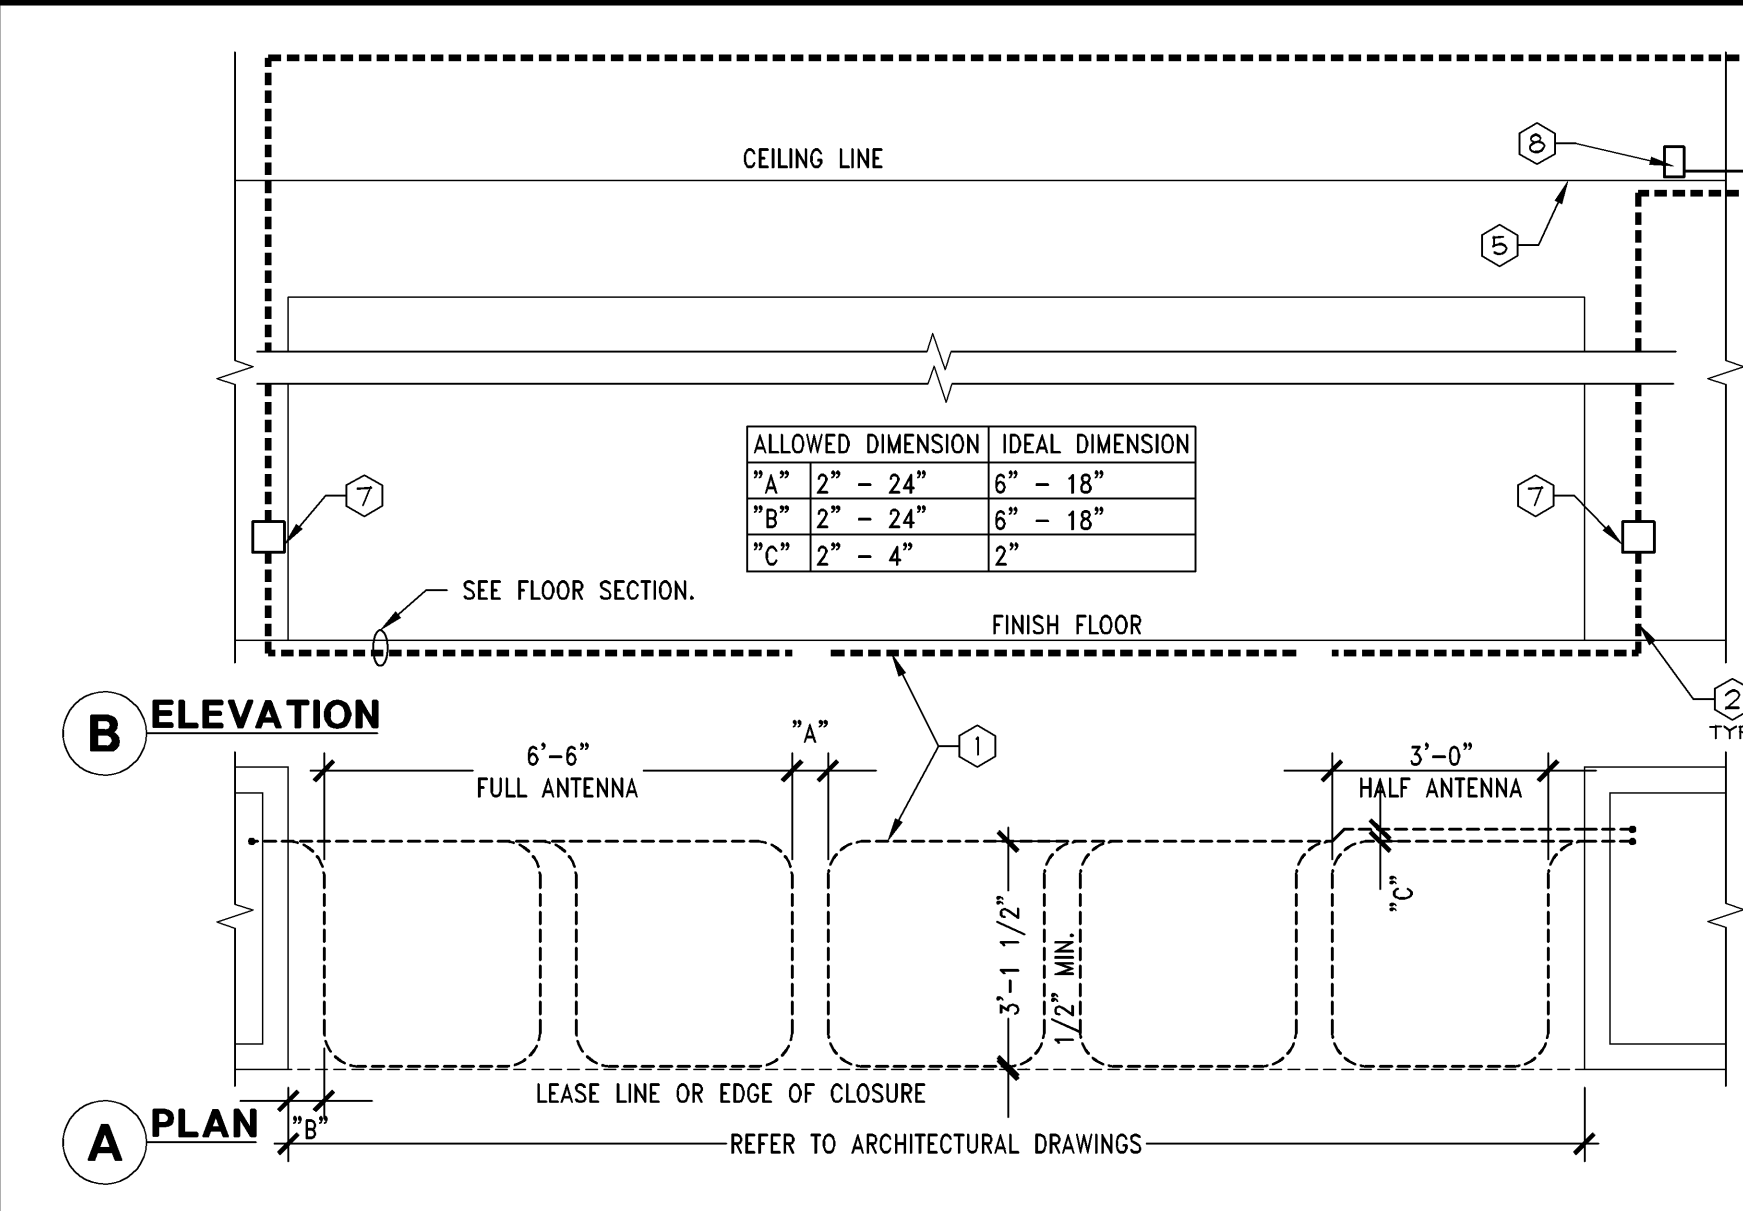 CEILING LINE
8
5
ALLOWED DIMENSION IDEAL DIMENSION
"A" 2" - 24" 6" - 18"
"B" 2" - 24" 6" - 18"
"C" 2" - 4" 2"
7
7
SEE FLOOR SECTION.
FINISH FLOOR
2
TYP
B ELEVATION
"A"
1
6'-6"
FULL ANTENNA
3'-0"
HALF ANTENNA
"C"
3'-1 1/2"
1/2" MIN.
LEASE LINE OR EDGE OF CLOSURE
"B"
A PLAN
REFER TO ARCHITECTURAL DRAWINGS